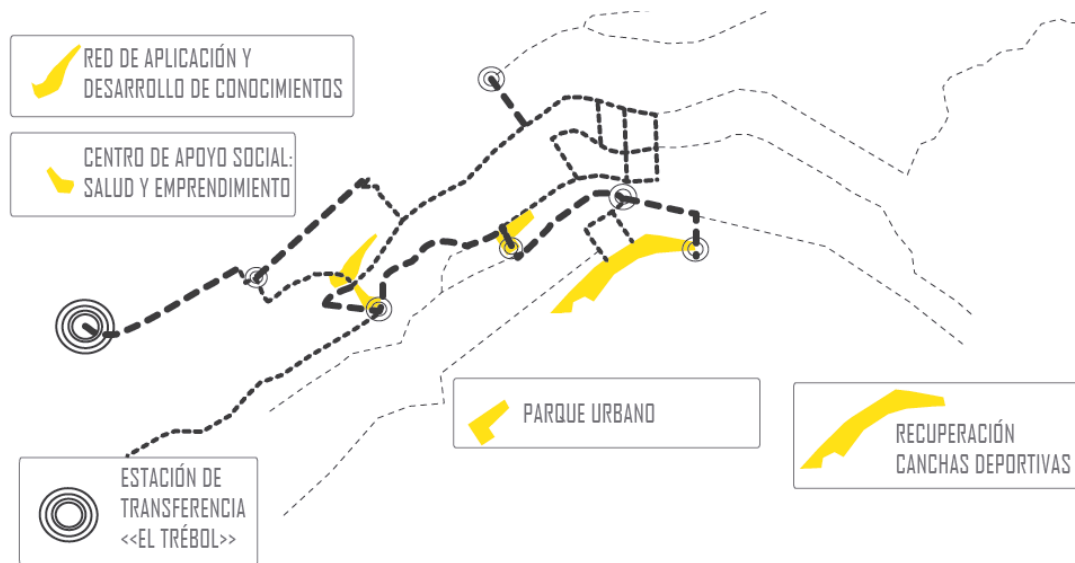 RED DE APLICACIÓN Y
DESARROLLO DE CONOCIMIENTOS
CENTRO DE APOYO SOCIAL:
SALUD Y EMPRENDIMIENTO
PARQUE URBANO
RECUPERACIÓN
CANCHAS DEPORTIVAS
ESTACIÓN DE
TRANSFERENCIA
<<EL TRÉBOL>>